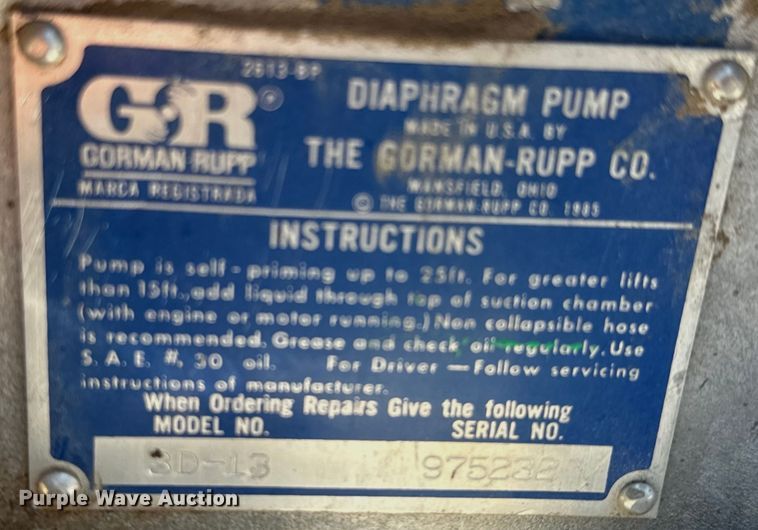 2613-BP
G·R®
GORMAN-RUPP
MARCA REGISTRADA
DIAPHRAGM PUMP
MADE IN U.S.A. BY
THE GORMAN-RUPP CO.
MANSFIELD, OHIO
© THE GORMAN-RUPP CO. 1985
INSTRUCTIONS
Pump is self-priming up to 25ft. For greater lifts
than 15ft., add liquid through top of suction chamber
(with engine or motor running.) Non collapsible hose
is recommended. Grease and check oil regularly. Use
S. A. E. #, 30 oil. For Driver — Follow servicing
instructions of manufacturer.
When Ordering Repairs Give the following
MODEL NO. SERIAL NO.
3D-13 975232
Purple Wave Auction